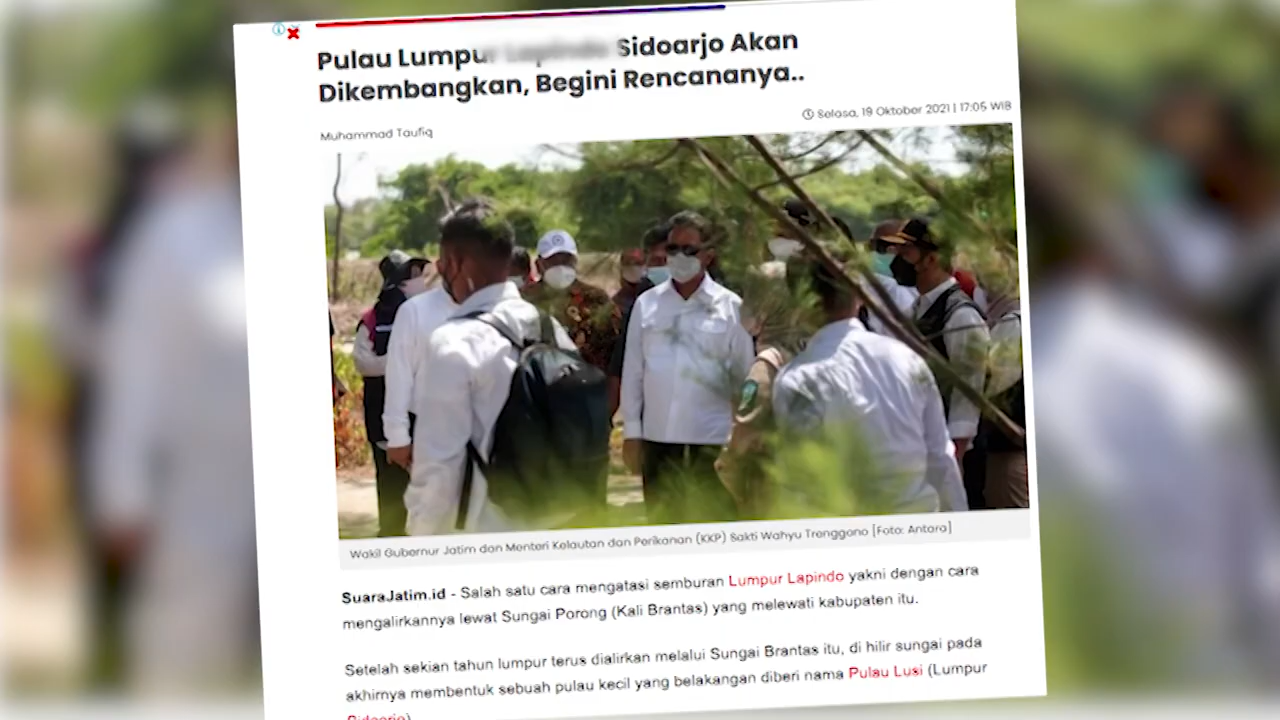 Pulau Lumpur Lapindo Sidoarjo Akan
Dikembangkan, Begini Rencananya..
Muhammad Taufiq
Selasa, 19 Oktober 2021 | 17:05 WIB
Wakil Gubernur Jatim dan Menteri Kelautan dan Perikanan (KKP) Sakti Wahyu Trenggono [Foto: Antara]
SuaraJatim.id - Salah satu cara mengatasi semburan Lumpur Lapindo yakni dengan cara
mengalirkannya lewat Sungai Porong (Kali Brantas) yang melewati kabupaten itu.
Setelah sekian tahun lumpur terus dialirkan melalui Sungai Brantas itu, di hilir sungai pada
akhirnya membentuk sebuah pulau kecil yang belakangan diberi nama Pulau Lusi (Lumpur
Sidoarjo)